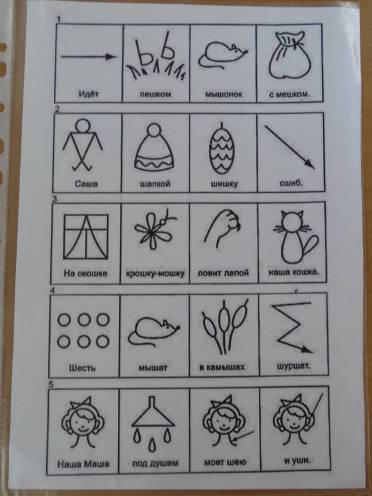 1
Идёт пешком мышонок с мешком.
2
Саша шапкой шишку сшиб.
3
На окошке крошку-мошку ловит лапой наша кошка.
4
Шесть мышат в камышах шуршат.
5
Наша Маша под душем моет шею и уши.